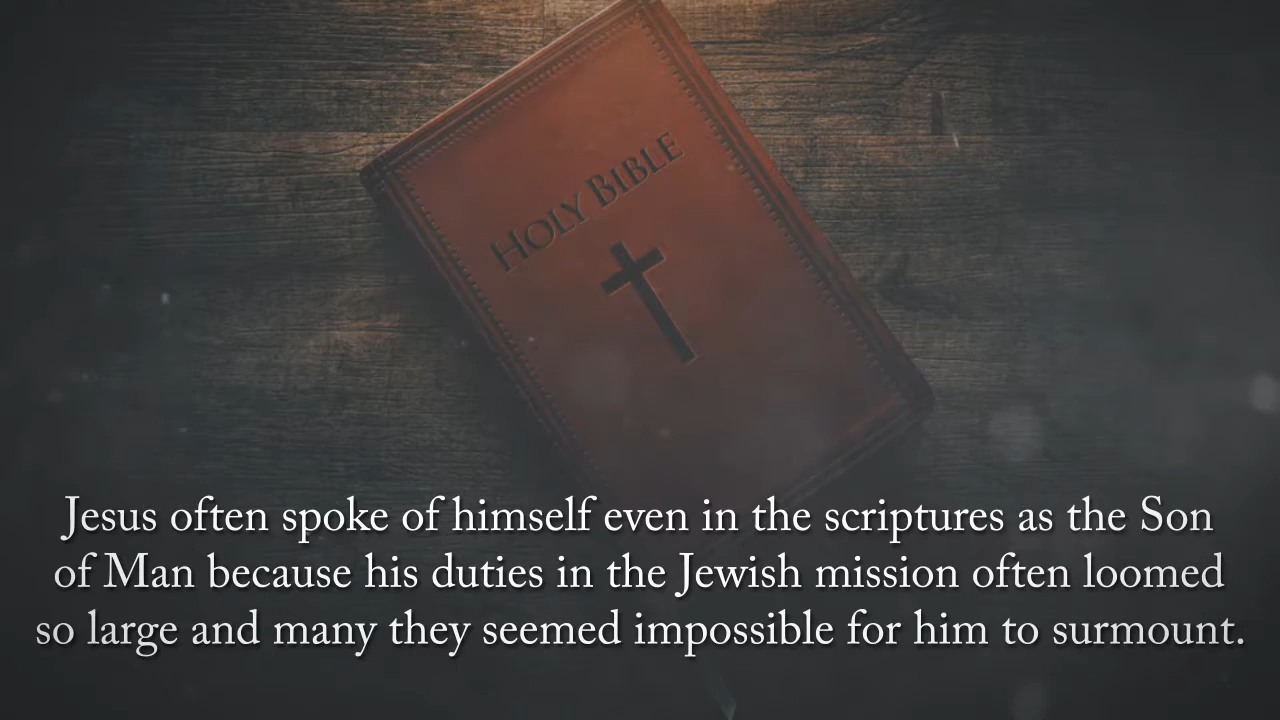 HOLY BIBLE
Jesus often spoke of himself even in the scriptures as the Son
of Man because his duties in the Jewish mission often loomed
so large and many they seemed impossible for him to surmount.